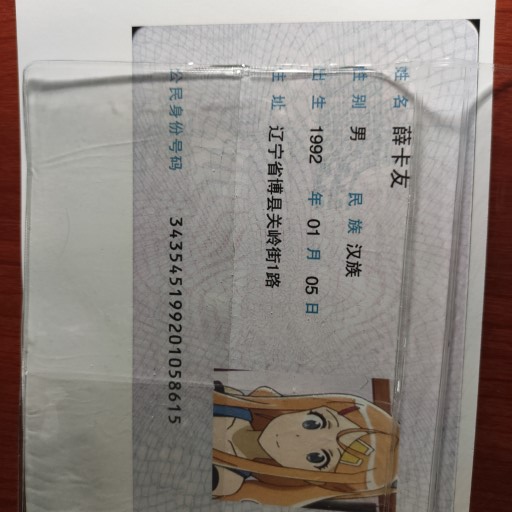 姓名 薛卡友
性别 男 民族 汉族
出生 1992 年 01 月 05 日
住址 辽宁省博县关岭街1路
公民身份号码 343545199201058615